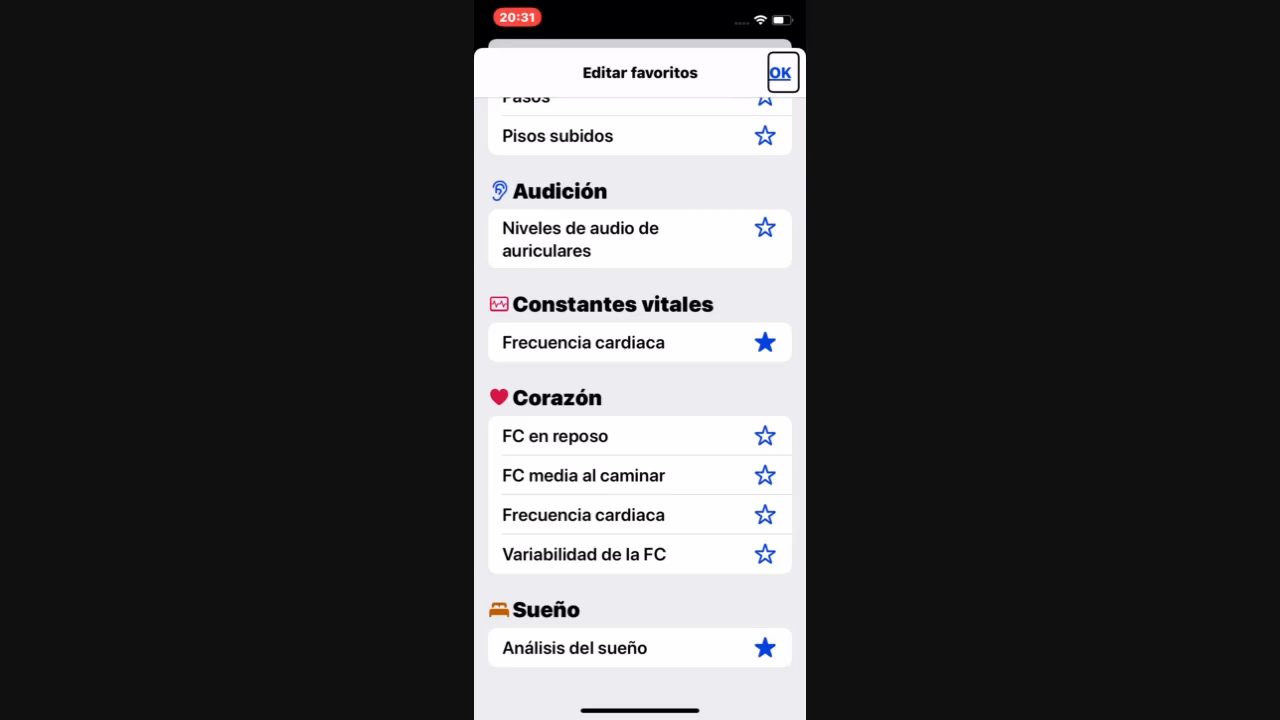 20:31
Editar favoritos
OK
Pasos
Pisos subidos
Audición
Niveles de audio de
auriculares
Constantes vitales
Frecuencia cardiaca
Corazón
FC en reposo
FC media al caminar
Frecuencia cardiaca
Variabilidad de la FC
Sueño
Análisis del sueño